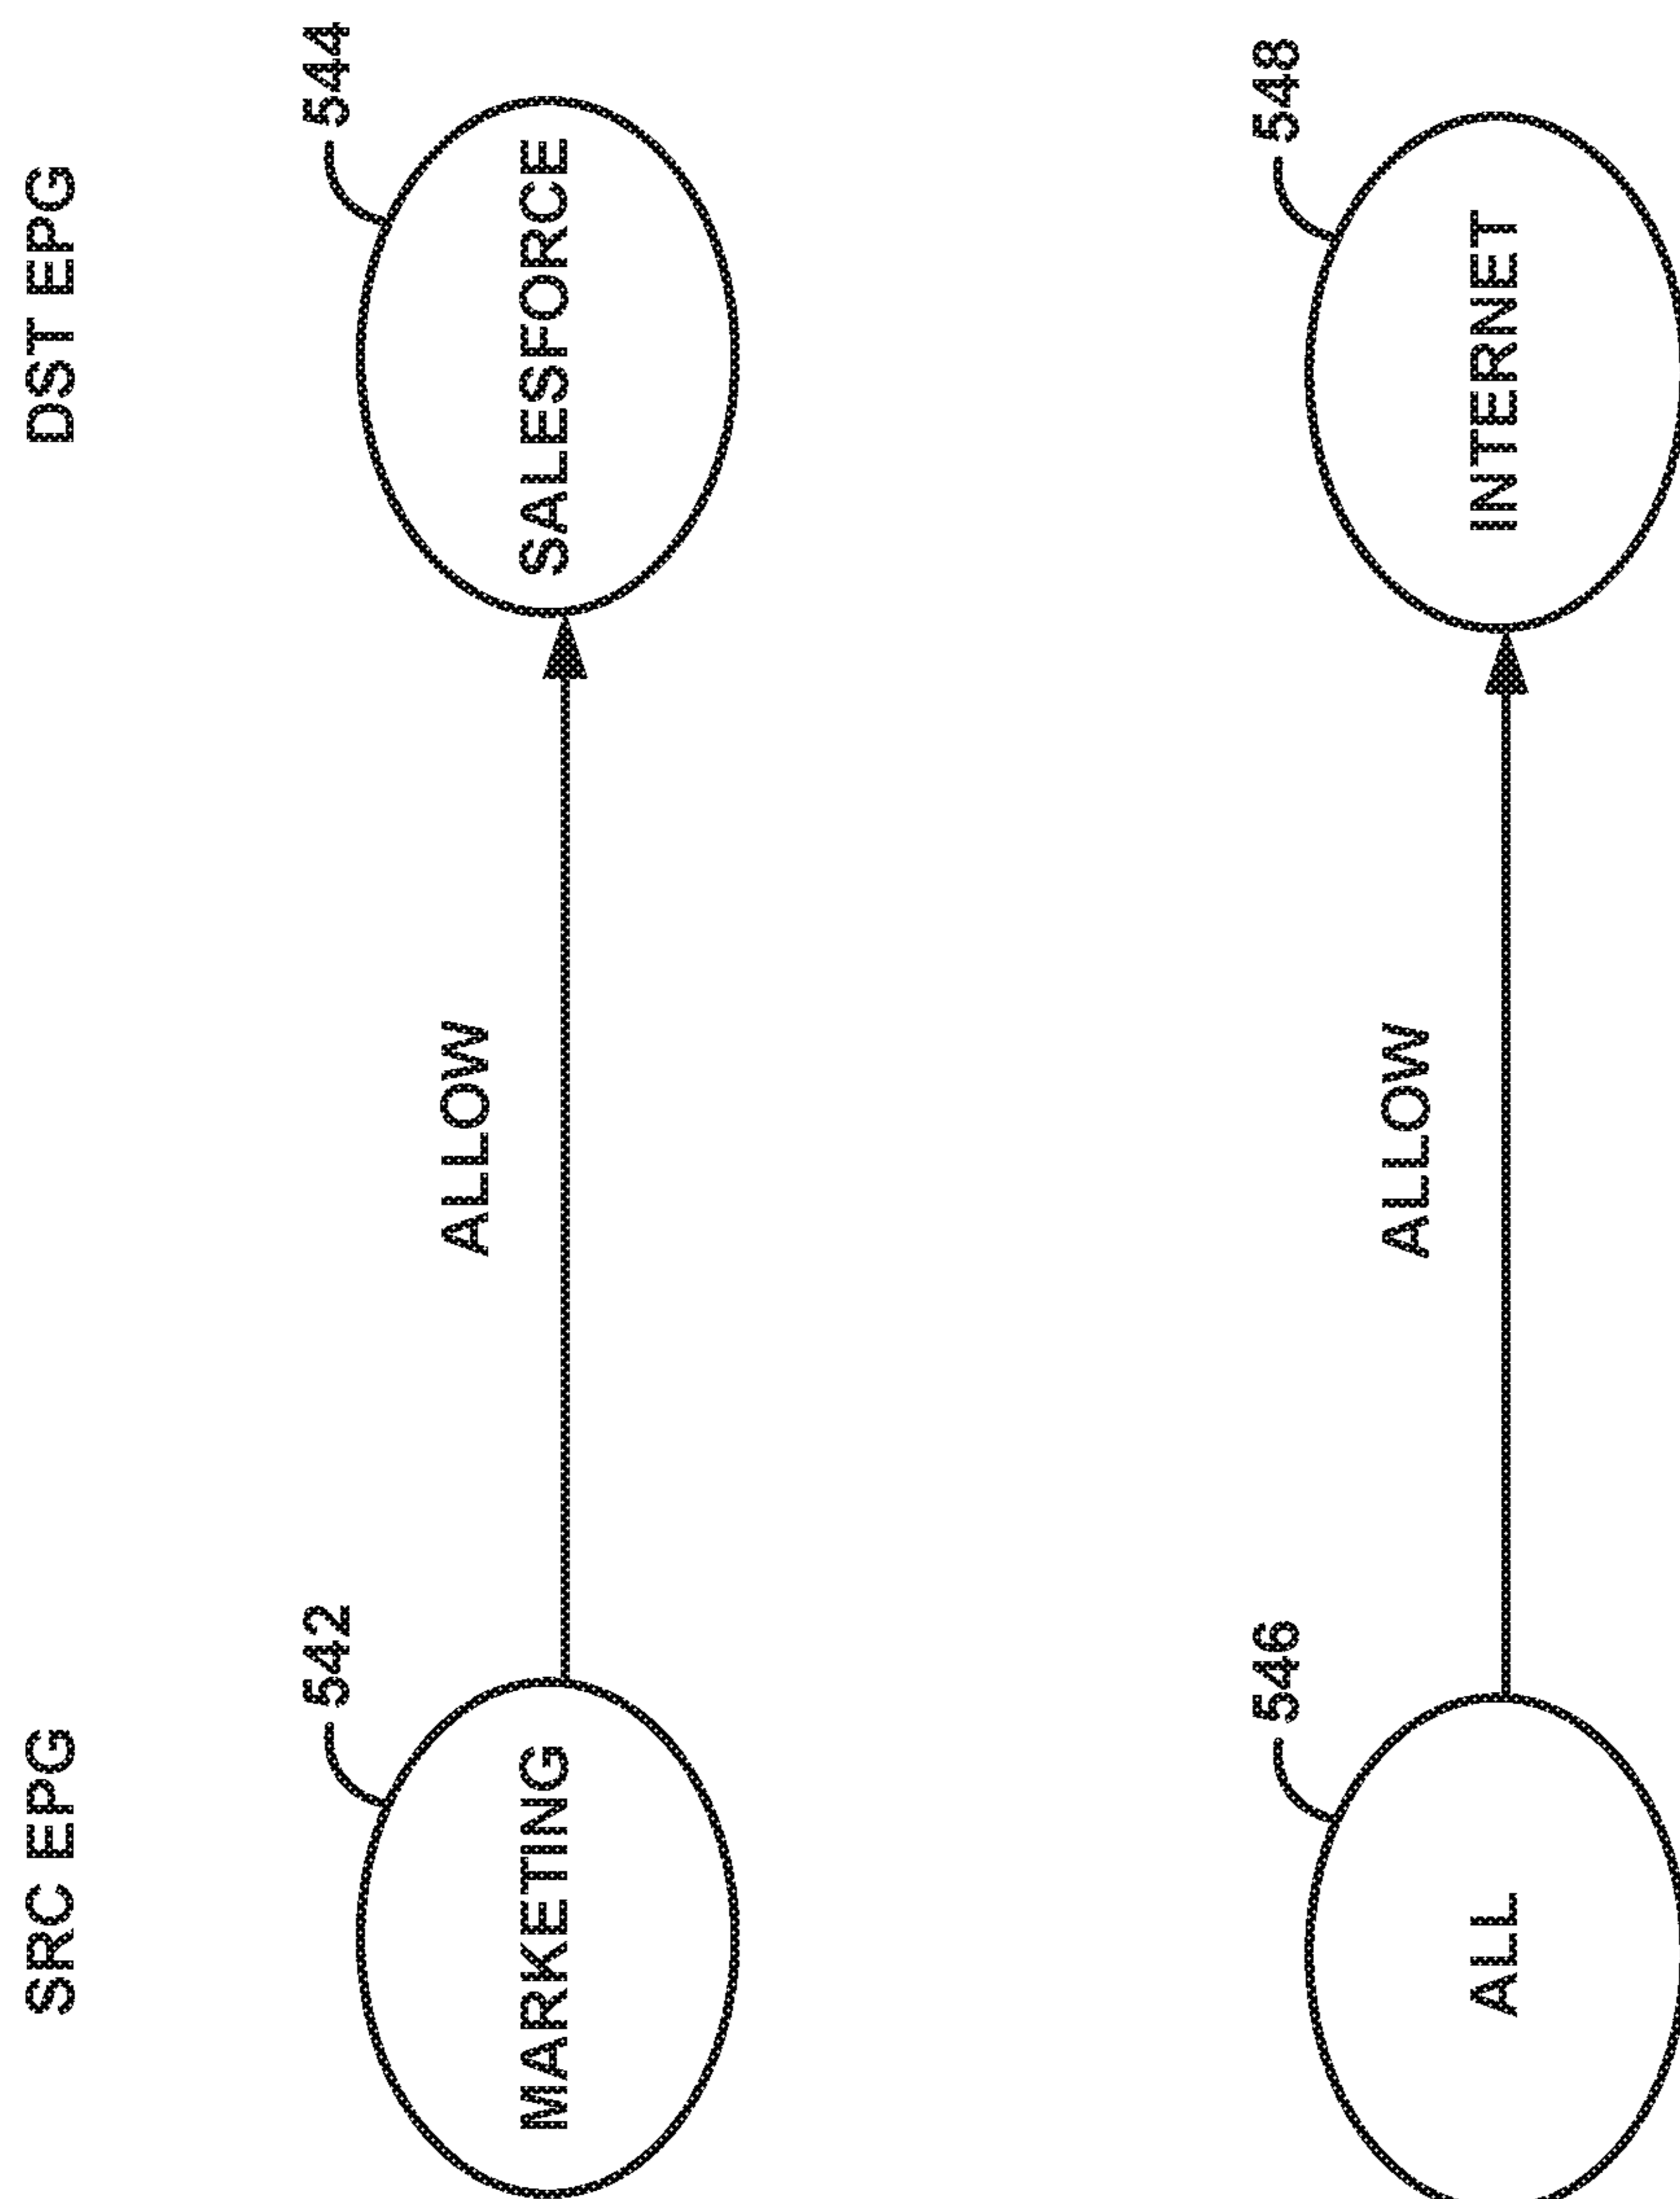 SRC EPG
DST EPG
542
544
MARKETING
ALLOW
SALESFORCE
546
548
ALL
ALLOW
INTERNET